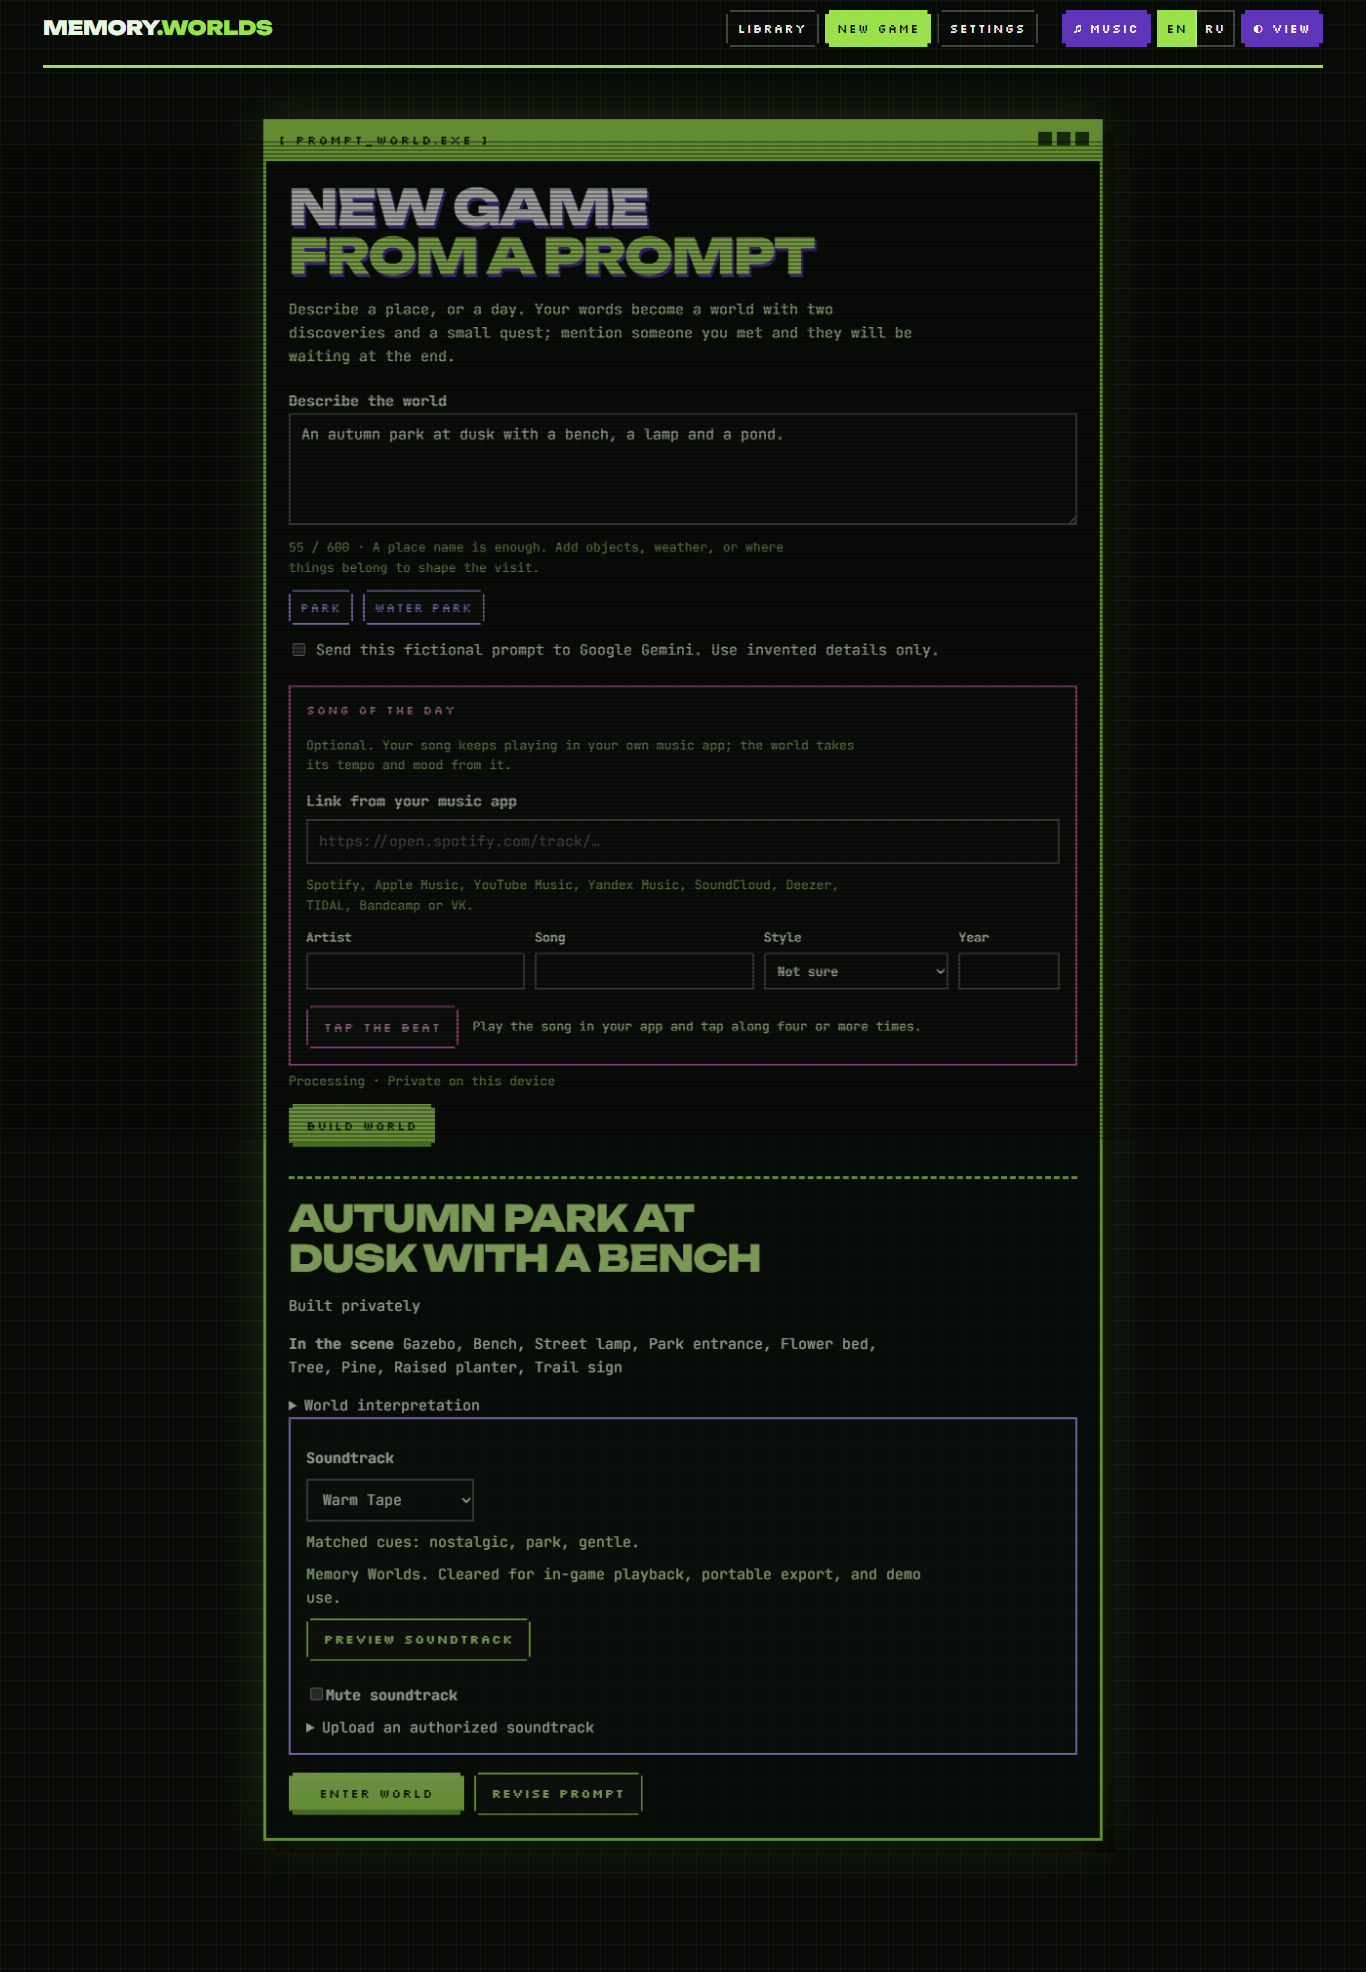 MEMORY.WORLDS
LIBRARY
NEW GAME
SETTINGS
♫ MUSIC
EN
RU
◐ VIEW
[ PROMPT_WORLD.EXE ]
NEW GAME
FROM A PROMPT
Describe a place, or a day. Your words become a world with two
discoveries and a small quest; mention someone you met and they will be
waiting at the end.
Describe the world
An autumn park at dusk with a bench, a lamp and a pond.
55 / 600 · A place name is enough. Add objects, weather, or where
things belong to shape the visit.
PARK
WATER PARK
Send this fictional prompt to Google Gemini. Use invented details only.
SONG OF THE DAY
Optional. Your song keeps playing in your own music app; the world takes
its tempo and mood from it.
Link from your music app
https://open.spotify.com/track/…
Spotify, Apple Music, YouTube Music, Yandex Music, SoundCloud, Deezer,
TIDAL, Bandcamp or VK.
Artist
Song
Style
Year
Not sure
TAP THE BEAT
Play the song in your app and tap along four or more times.
Processing · Private on this device
BUILD WORLD
AUTUMN PARK AT
DUSK WITH A BENCH
Built privately
In the scene Gazebo, Bench, Street lamp, Park entrance, Flower bed,
Tree, Pine, Raised planter, Trail sign
▶ World interpretation
Soundtrack
Warm Tape
Matched cues: nostalgic, park, gentle.
Memory Worlds. Cleared for in-game playback, portable export, and demo
use.
PREVIEW SOUNDTRACK
Mute soundtrack
▶ Upload an authorized soundtrack
ENTER WORLD
REVISE PROMPT